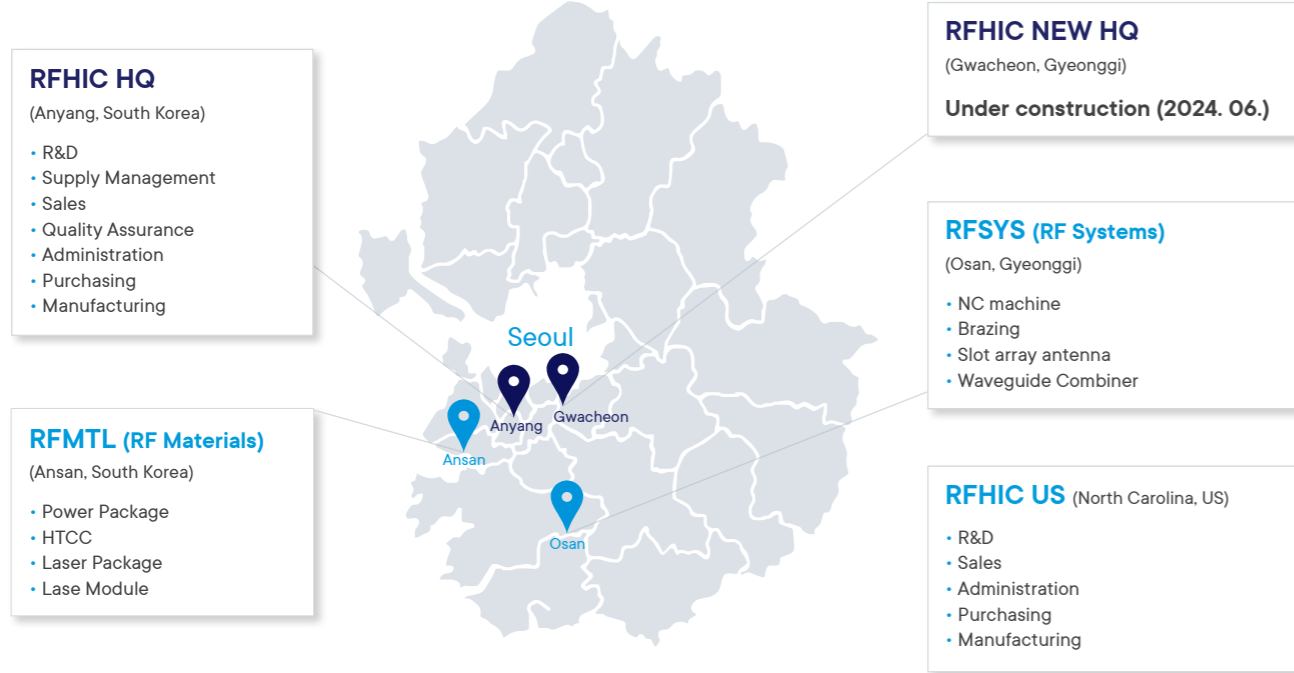 RFHIC HQ
(Anyang, South Korea)
• R&D
• Supply Management
• Sales
• Quality Assurance
• Administration
• Purchasing
• Manufacturing
RFMTL (RF Materials)
(Ansan, South Korea)
• Power Package
• HTCC
• Laser Package
• Lase Module
Seoul
Anyang
Gwacheon
Ansan
Osan
RFHIC NEW HQ
(Gwacheon, Gyeonggi)
Under construction (2024. 06.)
RFSYS (RF Systems)
(Osan, Gyeonggi)
• NC machine
• Brazing
• Slot array antenna
• Waveguide Combiner
RFHIC US (North Carolina, US)
• R&D
• Sales
• Administration
• Purchasing
• Manufacturing